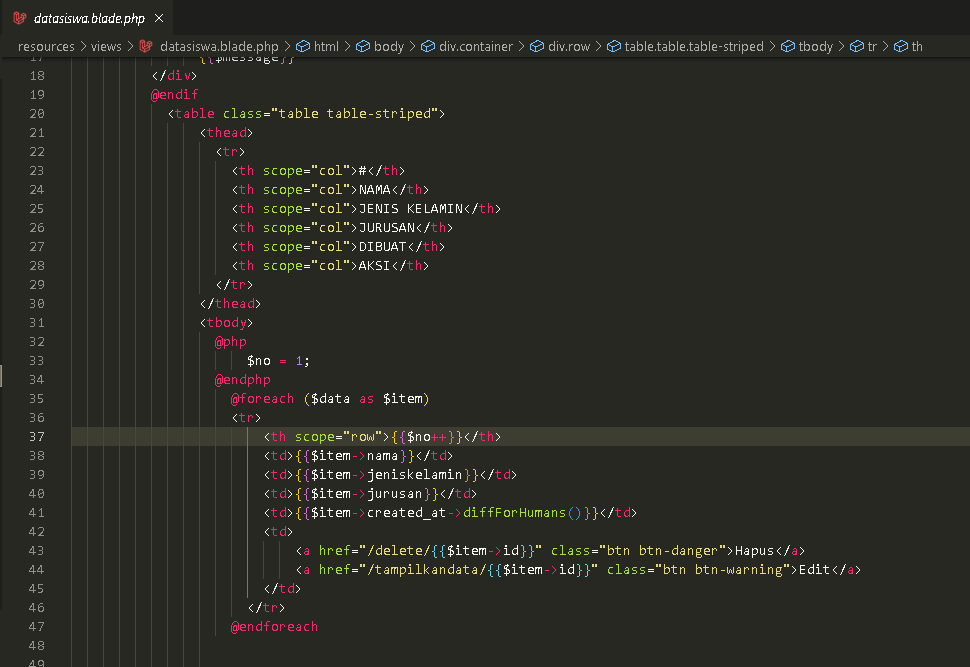 datasiswa.blade.php ×
resources > views > datasiswa.blade.php > html > body > div.container > div.row > table.table.table-striped > tbody > tr > th
17 {{$message}}
18 </div>
19 @endif
20 <table class="table table-striped">
21 <thead>
22 <tr>
23 <th scope="col">#</th>
24 <th scope="col">NAMA</th>
25 <th scope="col">JENIS KELAMIN</th>
26 <th scope="col">JURUSAN</th>
27 <th scope="col">DIBUAT</th>
28 <th scope="col">AKSI</th>
29 </tr>
30 </thead>
31 <tbody>
32 @php
33 $no = 1;
34 @endphp
35 @foreach ($data as $item)
36 <tr>
37 <th scope="row">{{$no++}}</th>
38 <td>{{$item->nama}}</td>
39 <td>{{$item->jeniskelamin}}</td>
40 <td>{{$item->jurusan}}</td>
41 <td>{{$item->created_at->diffForHumans()}}</td>
42 <td>
43 <a href="/delete/{{$item->id}}" class="btn btn-danger">Hapus</a>
44 <a href="/tampilkandata/{{$item->id}}" class="btn btn-warning">Edit</a>
45 </td>
46 </tr>
47 @endforeach
48
49